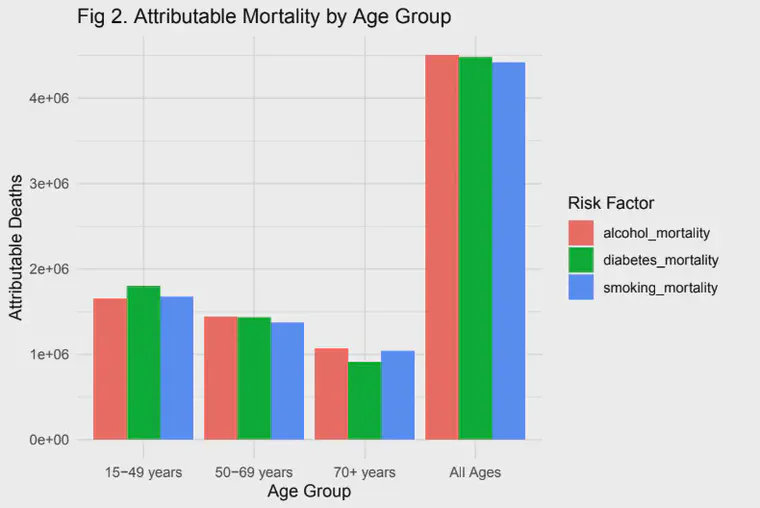 Fig 2. Attributable Mortality by Age Group
Attributable Deaths
4e+06
3e+06
2e+06
1e+06
0e+00
15−49 years
50−69 years
70+ years
All Ages
Age Group
Risk Factor
alcohol_mortality
diabetes_mortality
smoking_mortality